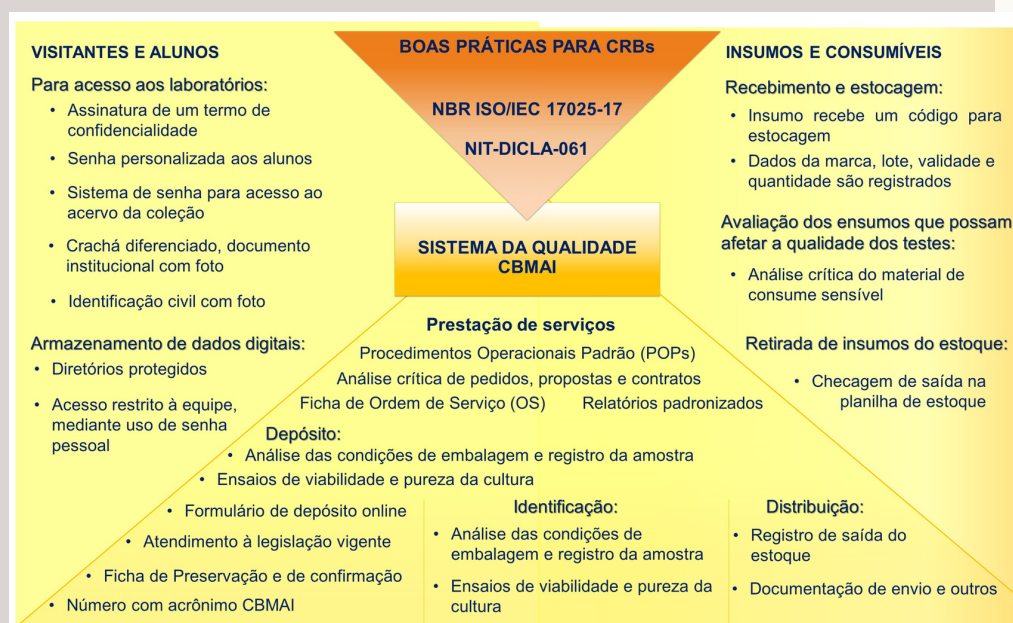 VISITANTES E ALUNOS
Para acesso aos laboratórios:
• Assinatura de um termo de
confidencialidade
• Senha personalizada aos alunos
• Sistema de senha para acesso ao
acervo da coleção
• Crachá diferenciado, documento
institucional com foto
• Identificação civil com foto
Armazenamento de dados digitais:
• Diretórios protegidos
• Acesso restrito à equipe,
mediante uso de senha
pessoal
BOAS PRÁTICAS PARA CRBs
NBR ISO/IEC 17025-17
NIT-DICLA-061
SISTEMA DA QUALIDADE
CBMAI
INSUMOS E CONSUMÍVEIS
Recebimento e estocagem:
• Insumo recebe um código para
estocagem
• Dados da marca, lote, validade e
quantidade são registrados
Avaliação dos ensumos que possam
afetar a qualidade dos testes:
• Análise crítica do material de
consume sensível
Retirada de insumos do estoque:
• Checagem de saída na
planilha de estoque
Prestação de serviços
Procedimentos Operacionais Padrão (POPs)
Análise crítica de pedidos, propostas e contratos
Ficha de Ordem de Serviço (OS) Relatórios padronizados
Depósito:
• Análise das condições de embalagem e registro da amostra
• Ensaios de viabilidade e pureza da cultura
• Formulário de depósito online
• Atendimento à legislação vigente
• Ficha de Preservação e de confirmação
• Número com acrônimo CBMAI
Identificação:
• Análise das condições de
embalagem e registro da amostra
• Ensaios de viabilidade e pureza da
cultura
Distribuição:
• Registro de saída do
estoque
• Documentação de envio e outros